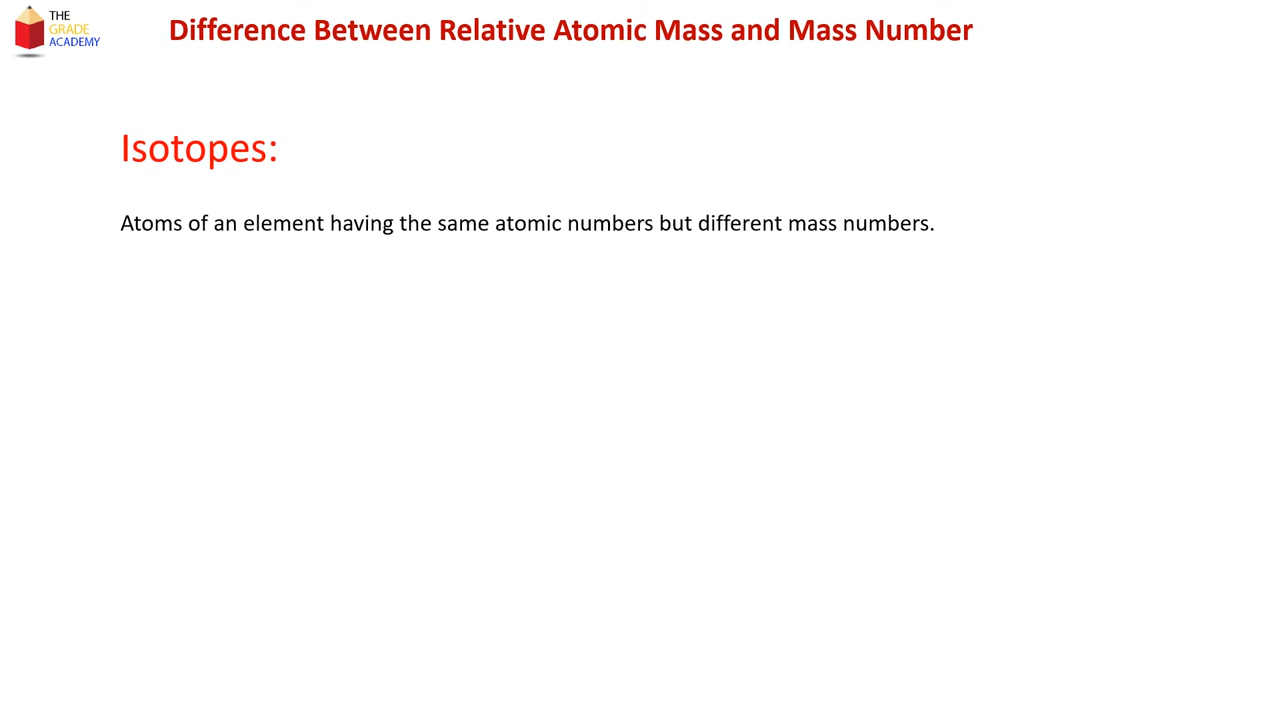 THE
GRADE
ACADEMY
Difference Between Relative Atomic Mass and Mass Number
Isotopes:
Atoms of an element having the same atomic numbers but different mass numbers.